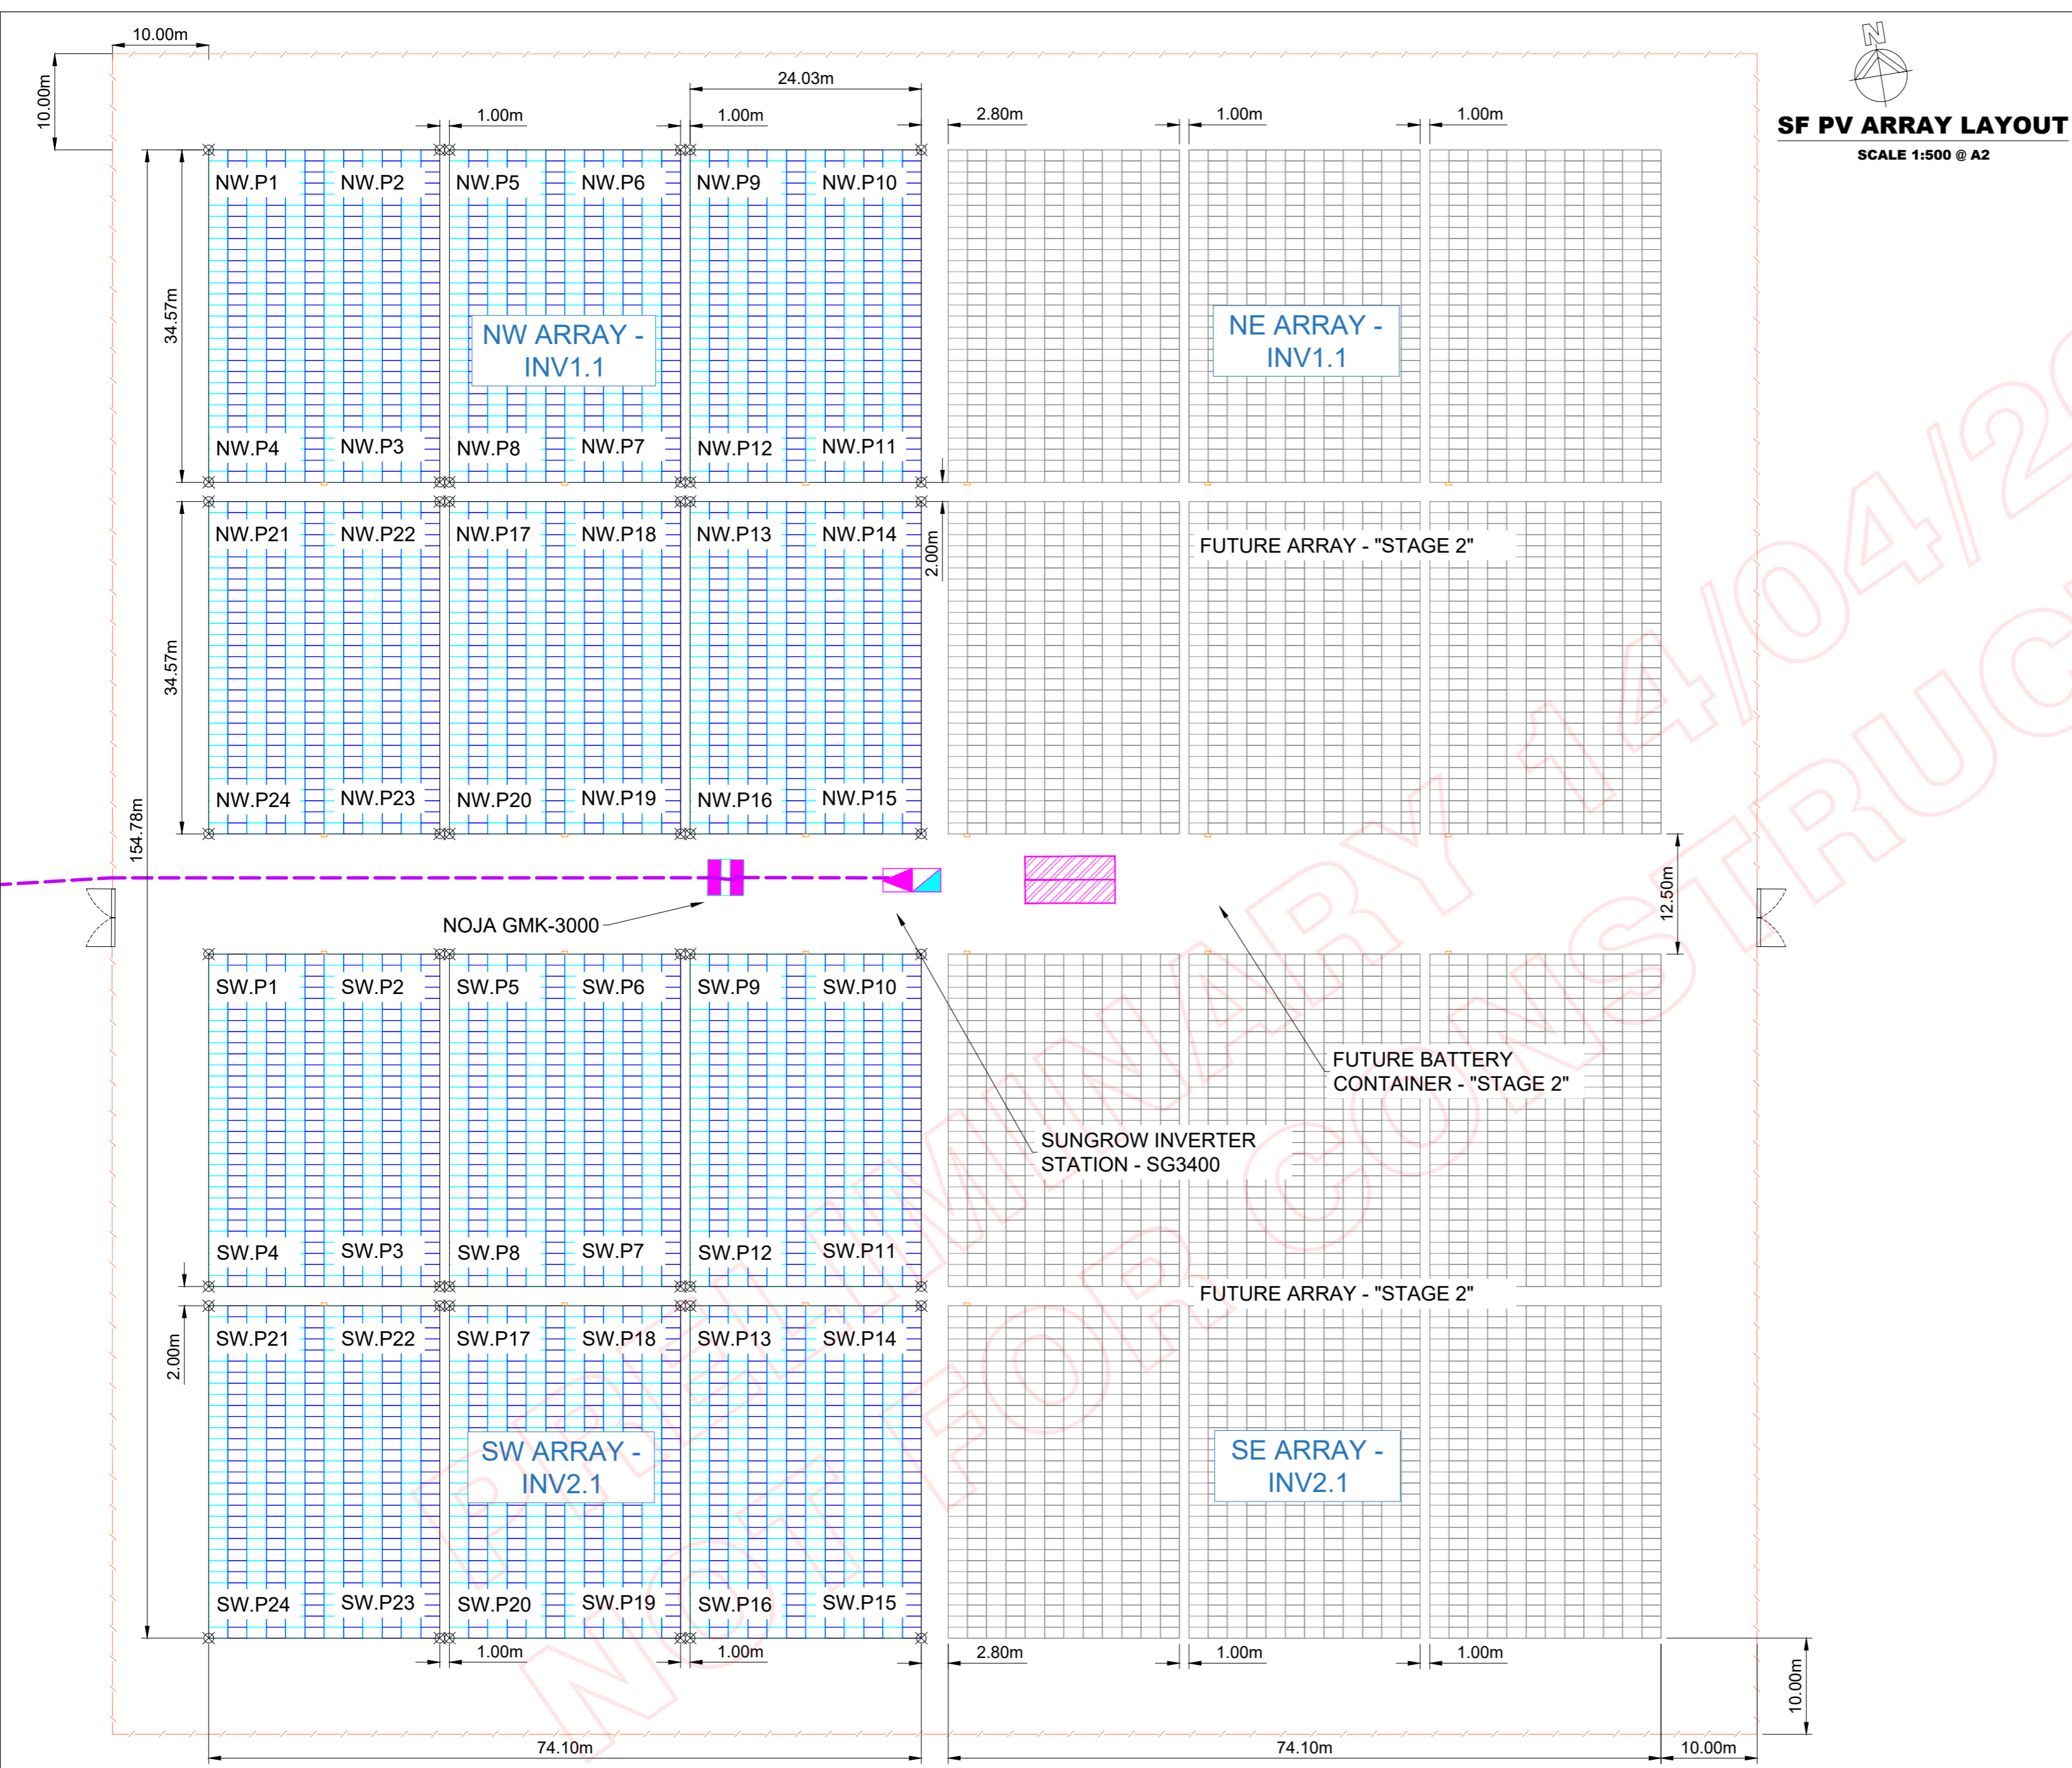 10.00m
10.00m
24.03m
1.00m
1.00m
2.80m
1.00m
1.00m
N
SF PV ARRAY LAYOUT
SCALE 1:500 @ A2
NW.P1
NW.P2
NW.P5
NW.P6
NW.P9
NW.P10
34.57m
NW ARRAY -
INV1.1
NE ARRAY -
INV1.1
NW.P4
NW.P3
NW.P8
NW.P7
NW.P12
NW.P11
NW.P21
NW.P22
NW.P17
NW.P18
NW.P13
NW.P14
2.00m
FUTURE ARRAY - "STAGE 2"
34.57m
154.78m
NW.P24
NW.P23
NW.P20
NW.P19
NW.P16
NW.P15
12.50m
NOJA GMK-3000
SW.P1
SW.P2
SW.P5
SW.P6
SW.P9
SW.P10
FUTURE BATTERY
CONTAINER - "STAGE 2"
SUNGROW INVERTER
STATION - SG3400
SW.P4
SW.P3
SW.P8
SW.P7
SW.P12
SW.P11
FUTURE ARRAY - "STAGE 2"
2.00m
SW.P21
SW.P22
SW.P17
SW.P18
SW.P13
SW.P14
SW ARRAY -
INV2.1
SE ARRAY -
INV2.1
SW.P24
SW.P23
SW.P20
SW.P19
SW.P16
SW.P15
1.00m
1.00m
2.80m
1.00m
1.00m
10.00m
74.10m
74.10m
10.00m
PRELIMINARY 14/04/
NOT FOR